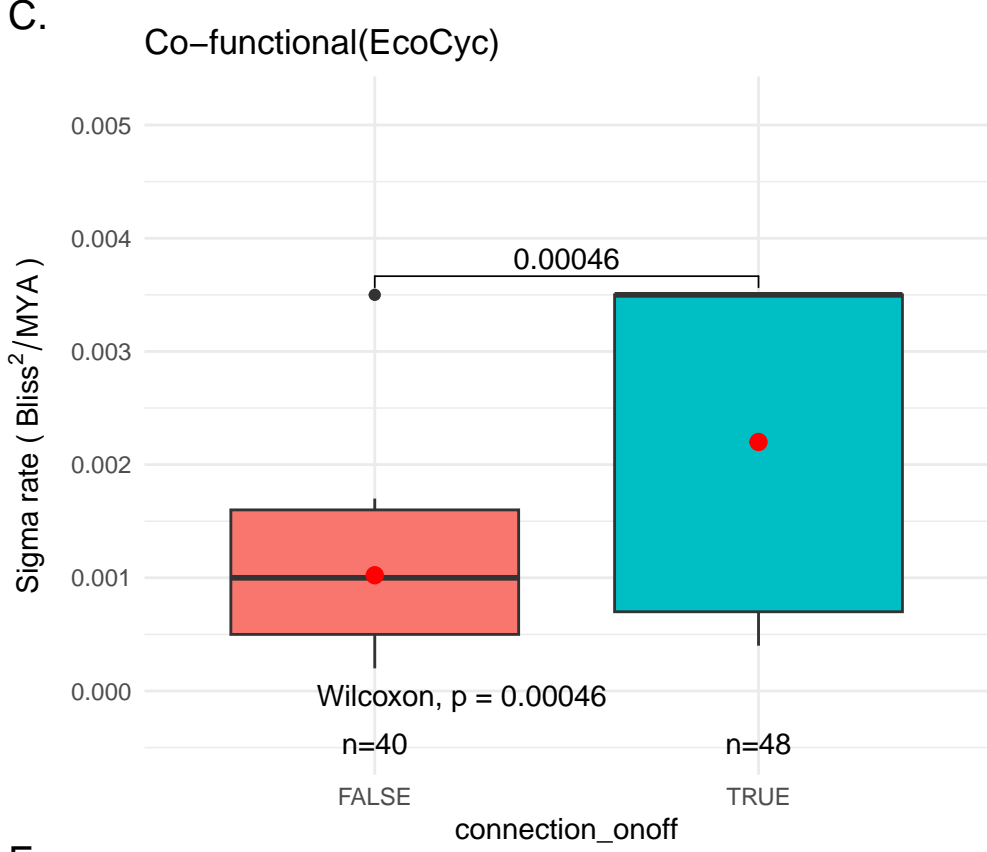 C.
Co−functional(EcoCyc)
0.005
0.004
0.003
0.002
0.001
0.000
Sigma rate ( Bliss²/MYA )
0.00046
Wilcoxon, p = 0.00046
n=40
n=48
FALSE
TRUE
connection_onoff